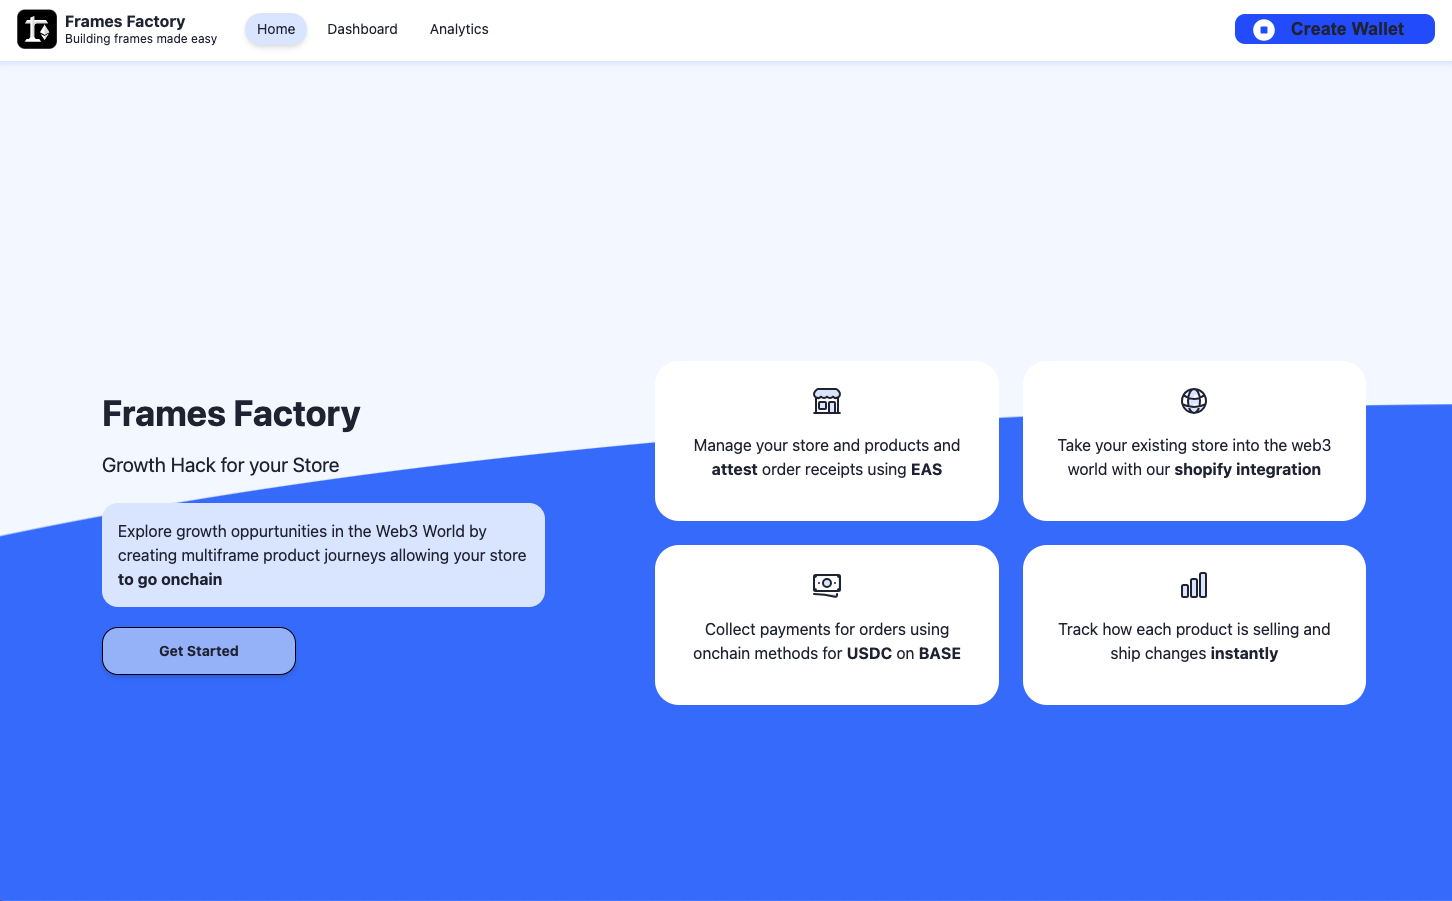 Frames Factory
Building frames made easy
Home
Dashboard
Analytics
Create Wallet
Frames Factory
Growth Hack for your Store
Explore growth oppurtunities in the Web3 World by
creating multiframe product journeys allowing your store
to go onchain
Get Started
Manage your store and products and
attest order receipts using EAS
Take your existing store into the web3
world with our shopify integration
Collect payments for orders using
onchain methods for USDC on BASE
Track how each product is selling and
ship changes instantly